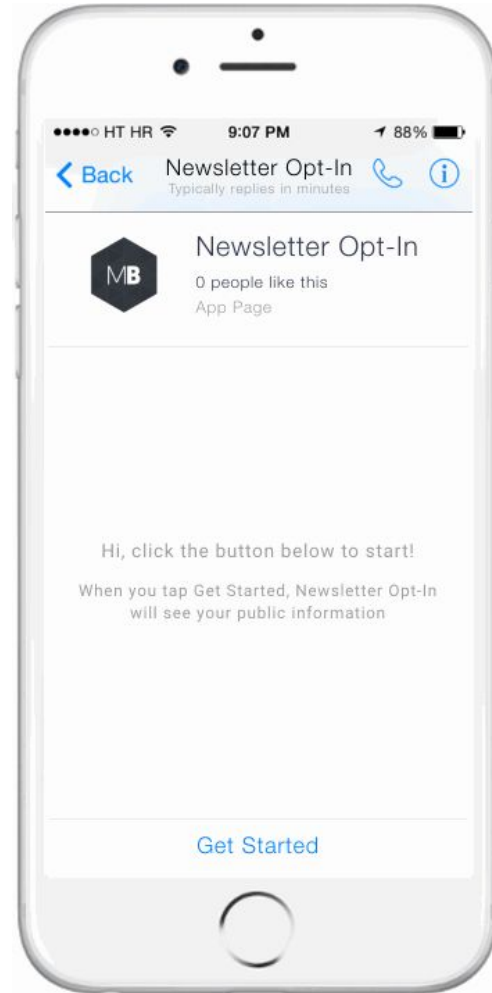 HT HR 9:07 PM 88%
Back Newsletter Opt-In
Typically replies in minutes
MB
Newsletter Opt-In
0 people like this
App Page
Hi, click the button below to start!
When you tap Get Started, Newsletter Opt-In
will see your public information
Get Started